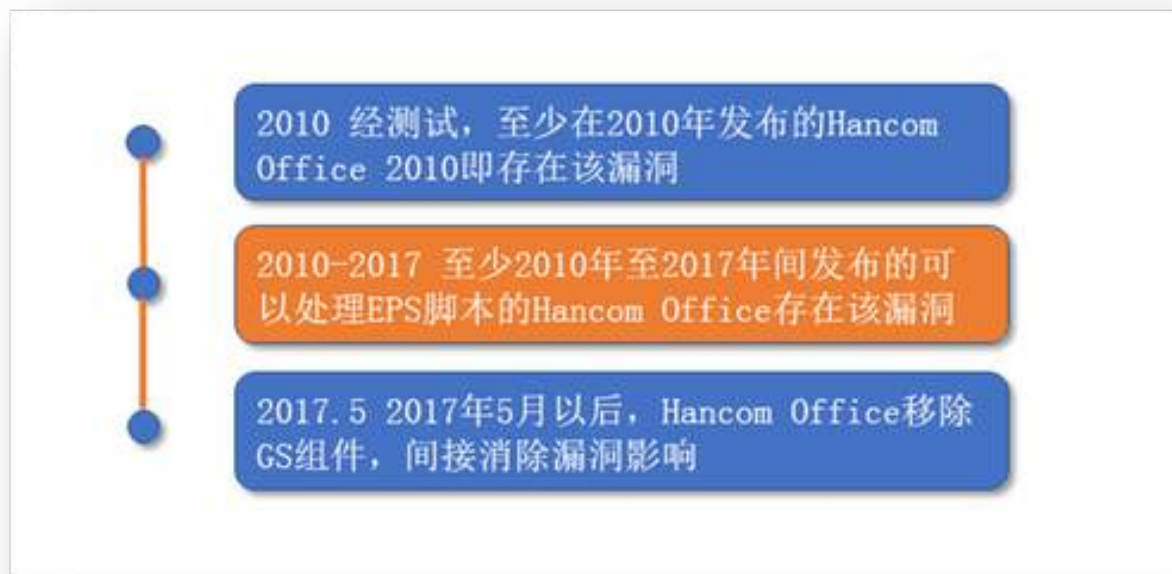 2010 经测试，至少在2010年发布的Hancom
Office 2010即存在该漏洞
2010-2017 至少2010年至2017年间发布的可
以处理EPS脚本的Hancom Office存在该漏洞
2017.5 2017年5月以后，Hancom Office移除
GS组件，间接消除漏洞影响